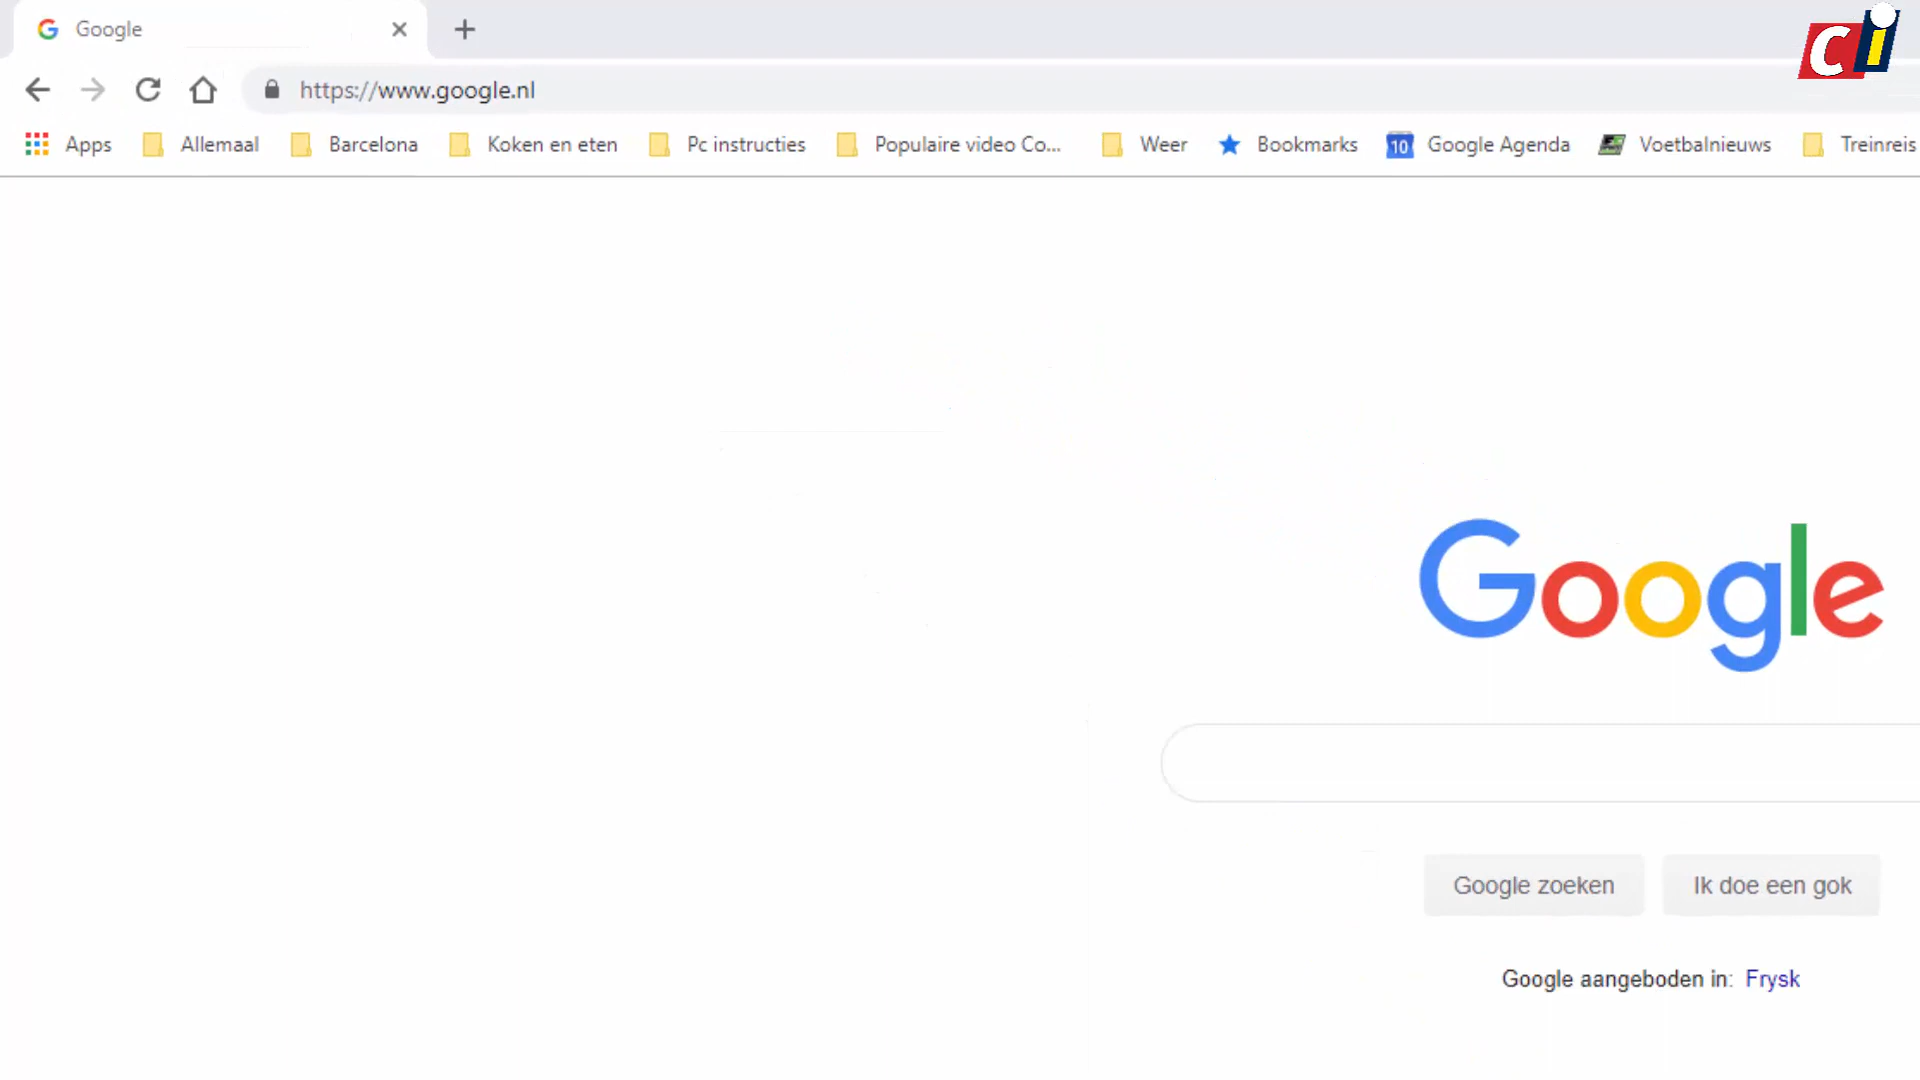 Google
Ci
https://www.google.nl
Apps Allemaal Barcelona Koken en eten Pc instructies Populaire video Co... Weer Bookmarks 10 Google Agenda Voetbalnieuws Treinreis
Google
Google zoeken Ik doe een gok
Google aangeboden in: Frysk